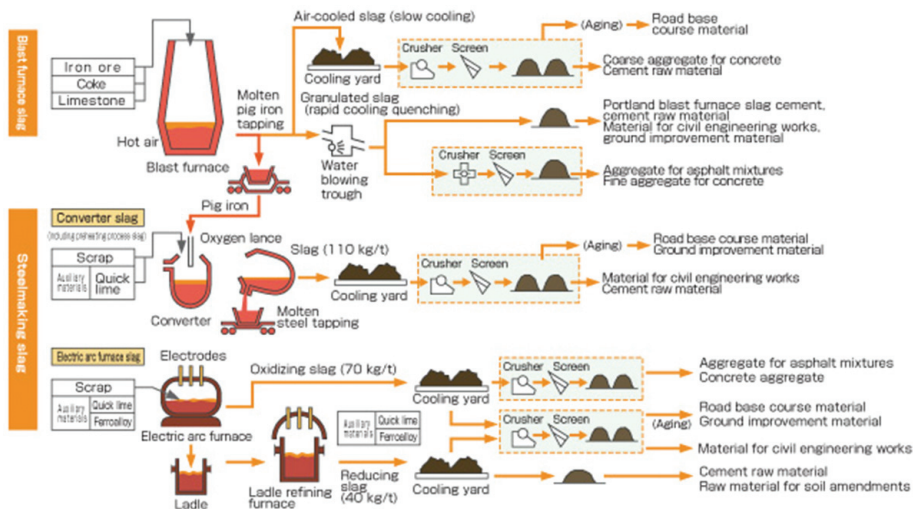 Blast furnace slag
Iron ore
Coke
Limestone
Hot air
Blast furnace
Molten
pig iron
tapping
Air-cooled slag (slow cooling)
Cooling yard
Crusher
Screen
(Aging)
Road base
course material
Coarse aggregate for concrete
Cement raw material
Granulated slag
(rapid cooling quenching)
Water
blowing
trough
Portland blast furnace slag cement,
cement raw material
Material for civil engineering works,
ground improvement material
Crusher
Screen
Aggregate for asphalt mixtures
Fine aggregate for concrete
Pig iron
Steelmaking slag
Converter slag
(including preheating process slag)
Scrap
Auxiliary
materials
Quick
lime
Oxygen lance
Converter
Slag (110 kg/t)
Molten
steel tapping
Cooling yard
Crusher
Screen
(Aging)
Road base course material
Ground improvement material
Material for civil engineering works
Cement raw material
Electric arc furnace slag
Scrap
Auxiliary
materials
Quick lime
Ferroalloy
Electrodes
Electric arc furnace
Ladle
Oxidizing slag (70 kg/t)
Cooling yard
Crusher
Screen
Aggregate for asphalt mixtures
Concrete aggregate
Auxiliary
materials
Quick lime
Ferroalloy
Ladle refining
furnace
Reducing
slag
(40 kg/t)
Cooling yard
Crusher
Screen
Road base course material
(Aging)
Ground improvement material
Material for civil engineering works
Cement raw material
Raw material for soil amendments